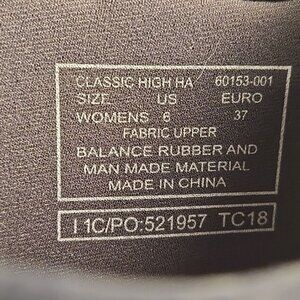 CLASSIC HIGH HA 60153-001
SIZE US EURO
WOMENS 6 37
FABRIC UPPER
BALANCE RUBBER AND
MAN MADE MATERIAL
MADE IN CHINA
I 1C/PO:521957 TC18